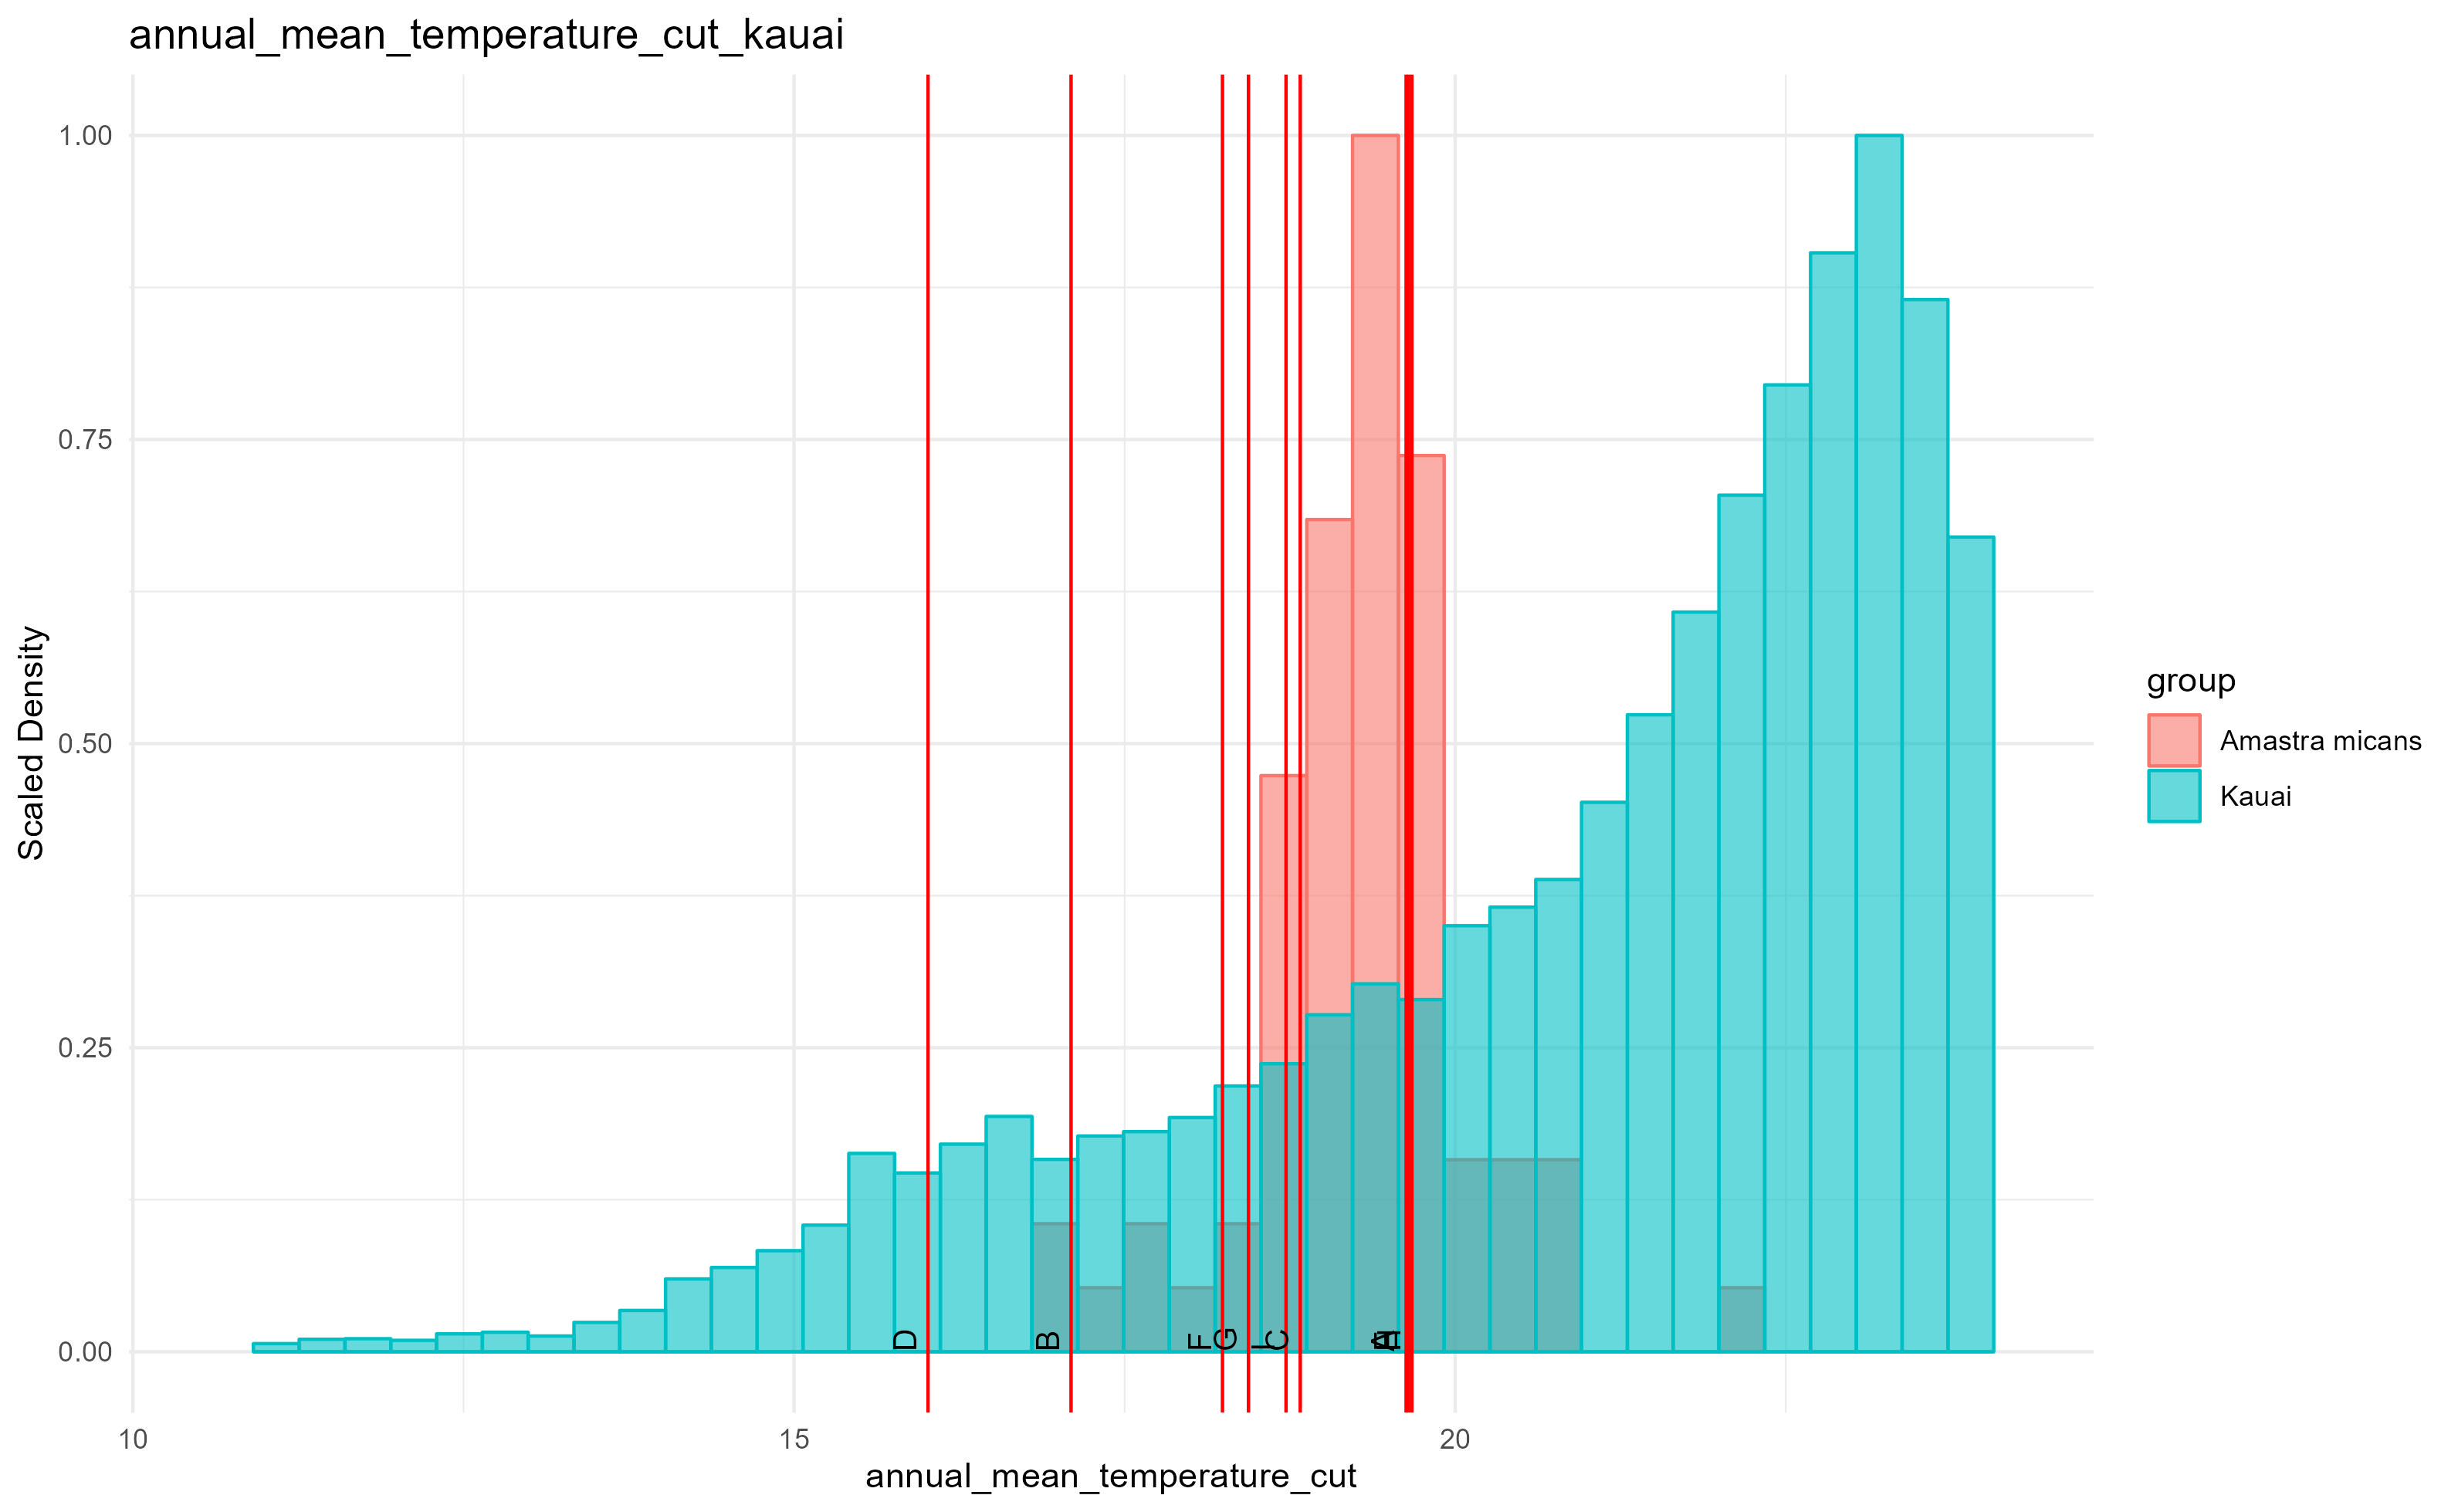 annual_mean_temperature_cut_kauai
1.00
0.75
0.50
0.25
0.00
Scaled Density
D
B
F
G
C
10
15
20
annual_mean_temperature_cut
group
Amastra micans
Kauai